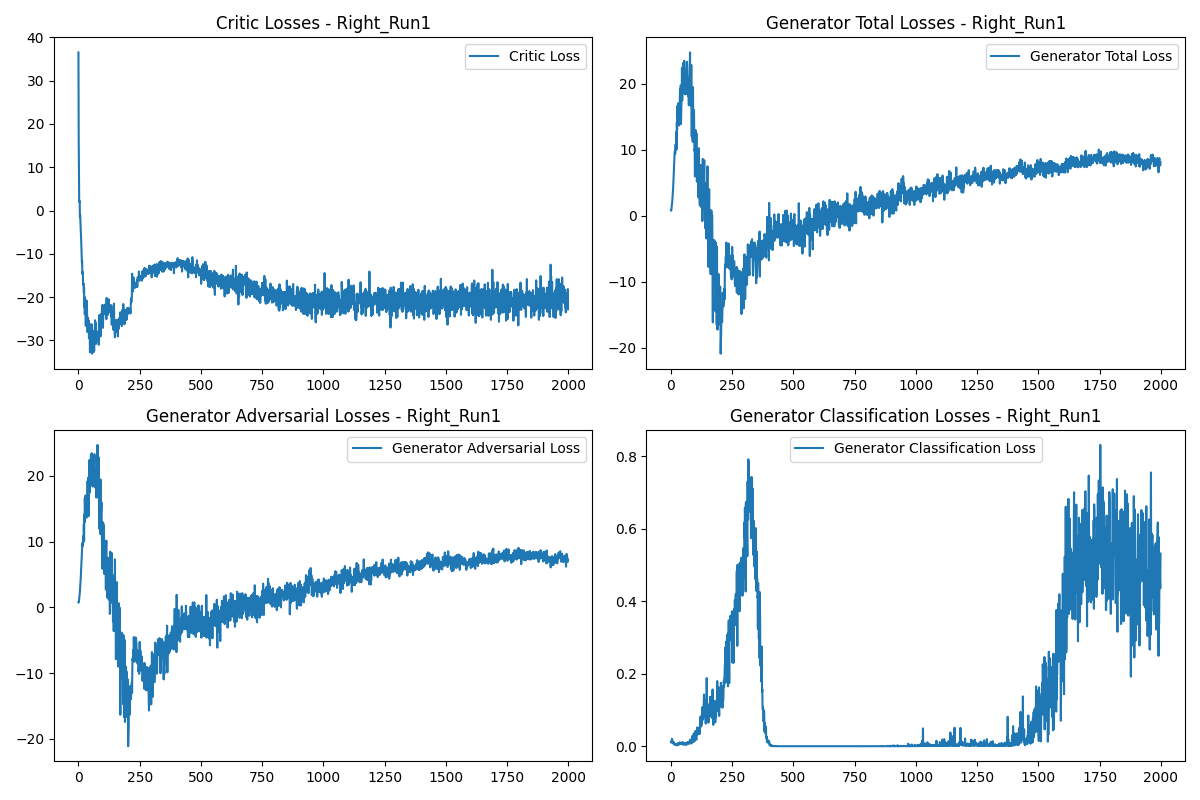 Critic Losses - Right_Run1
Critic Loss
40
30
20
10
0
−10
−20
−30
0 250 500 750 1000 1250 1500 1750 2000
Generator Total Losses - Right_Run1
Generator Total Loss
20
10
0
−10
−20
0 250 500 750 1000 1250 1500 1750 2000
Generator Adversarial Losses - Right_Run1
Generator Adversarial Loss
20
10
0
−10
−20
0 250 500 750 1000 1250 1500 1750 2000
Generator Classification Losses - Right_Run1
Generator Classification Loss
0.8
0.6
0.4
0.2
0.0
0 250 500 750 1000 1250 1500 1750 2000